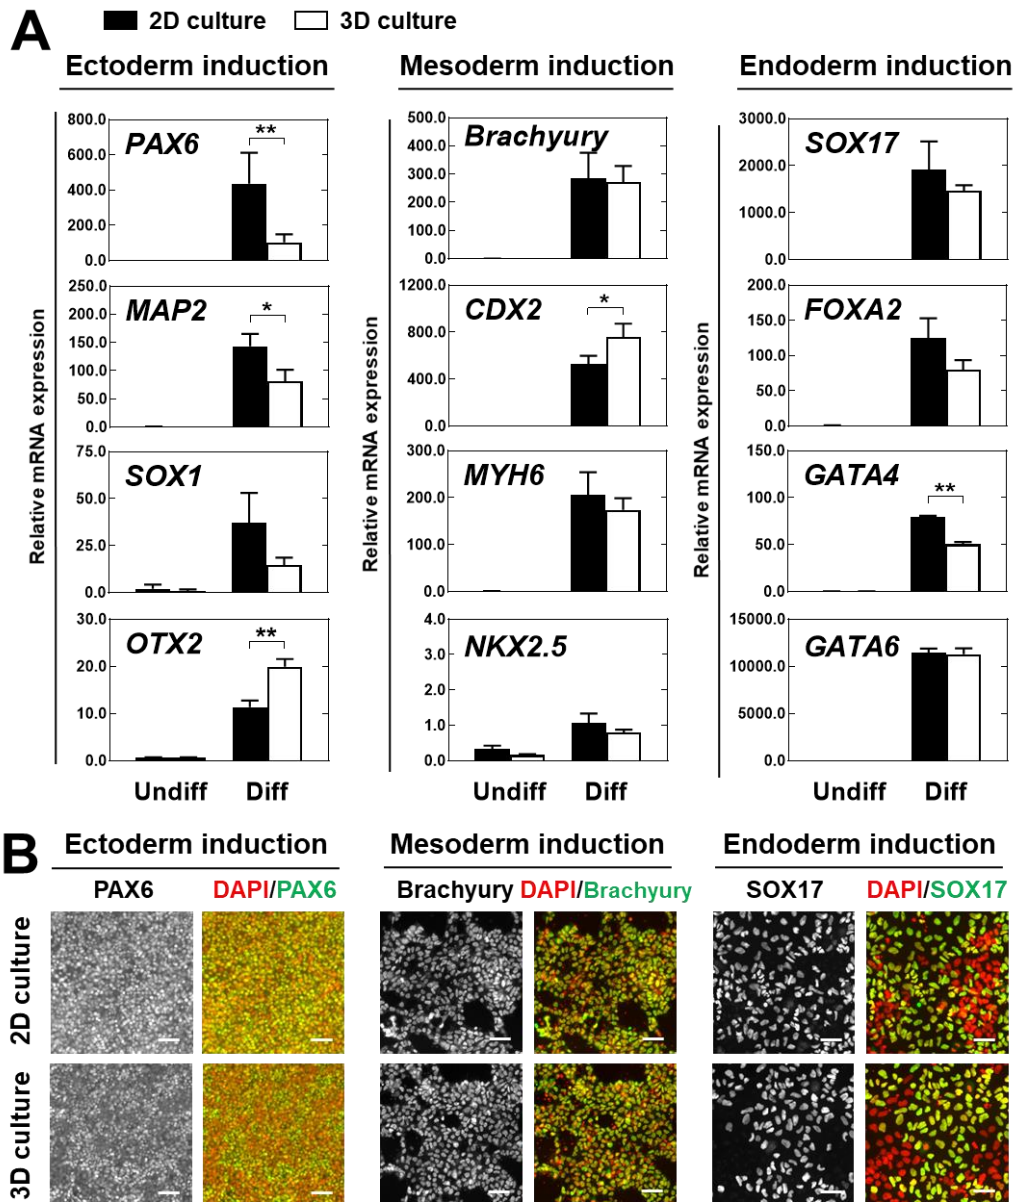 A
2D culture 3D culture
Ectoderm induction
Relative mRNA expression
PAX6
**
800.0
600.0
400.0
200.0
0.0
MAP2
*
250.0
200.0
150.0
100.0
50.0
0.0
SOX1
75.0
50.0
25.0
0.0
OTX2
**
30.0
20.0
10.0
0.0
Undiff Diff
Mesoderm induction
Relative mRNA expression
Brachyury
500.0
400.0
300.0
200.0
100.0
0.0
CDX2
*
1200.0
800.0
400.0
0.0
MYH6
300.0
200.0
100.0
0.0
NKX2.5
4.0
3.0
2.0
1.0
0.0
Undiff Diff
Endoderm induction
Relative mRNA expression
SOX17
3000.0
2000.0
1000.0
0.0
FOXA2
200.0
150.0
100.0
50.0
0.0
GATA4
**
150.0
100.0
50.0
0.0
GATA6
15000.0
10000.0
5000.0
0.0
Undiff Diff
B
Ectoderm induction Mesoderm induction Endoderm induction
PAX6 DAPI/PAX6 Brachyury DAPI/Brachyury SOX17 DAPI/SOX17
2D culture
3D culture